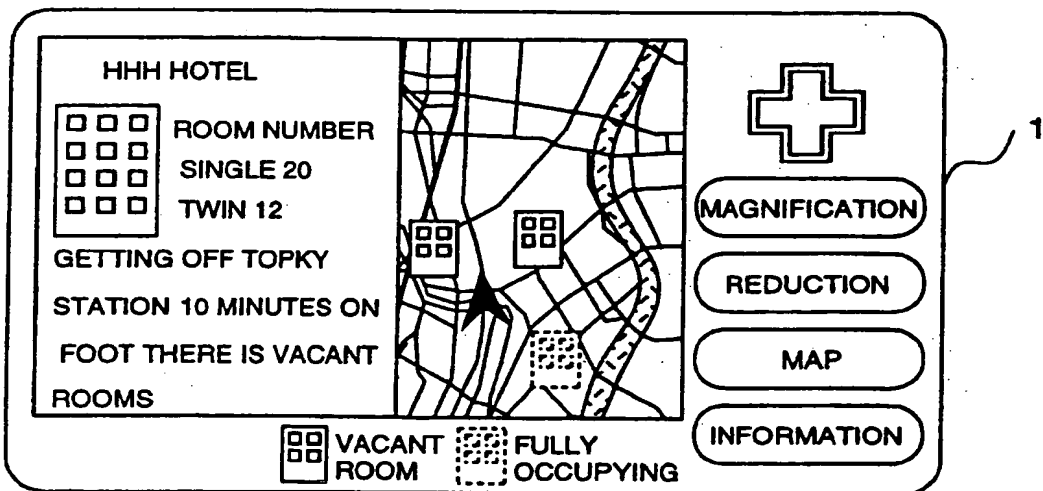 HHH HOTEL
ROOM NUMBER
SINGLE 20
TWIN 12
GETTING OFF TOPKY
STATION 10 MINUTES ON
FOOT THERE IS VACANT
ROOMS
MAGNIFICATION
REDUCTION
MAP
INFORMATION
VACANT
ROOM
FULLY
OCCUPYING
1